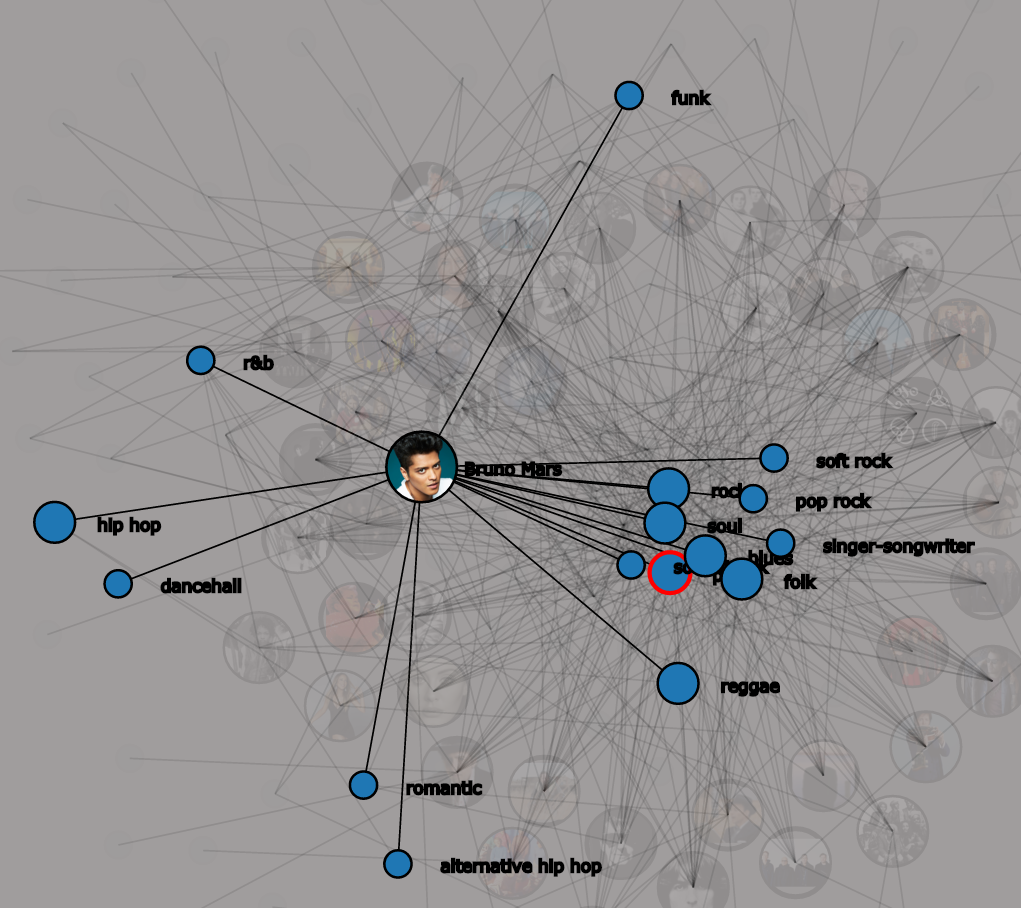 funk
r&b
Bruno Mars
soft rock
rock
pop rock
hip hop
soul
singer-songwriter
blues
folk
dancehall
reggae
romantic
alternative hip hop